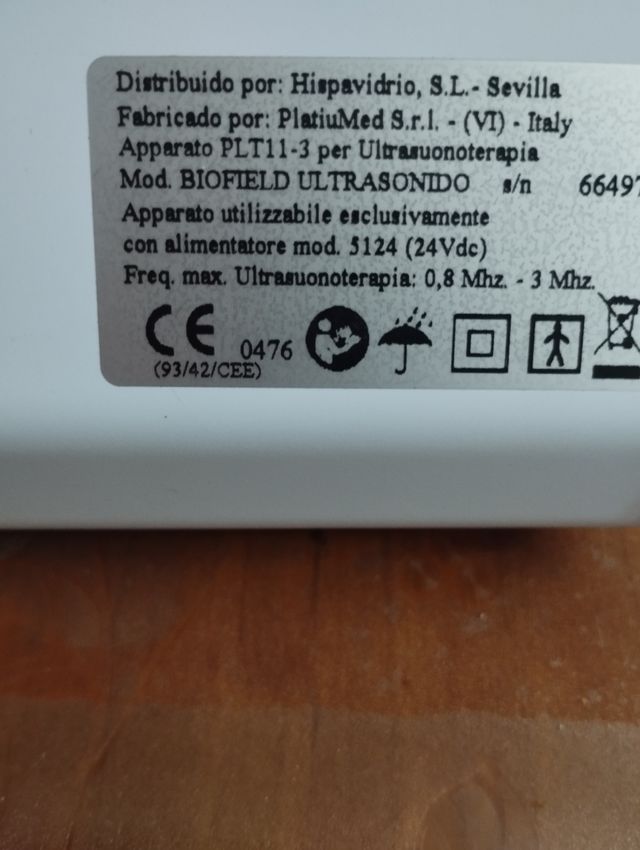 Distribuido por: Hispavidrio, S.L.- Sevilla
Fabricado por: PlatiuMed S.r.l. - (VI) - Italy
Apparato PLT11-3 per Ultrasuonoterapia
Mod. BIOFIELD ULTRASONIDO s/n 66497
Apparato utilizzabile esclusivamente
con alimentatore mod. 5124 (24Vdc)
Freq. max. Ultrasuonoterapia: 0,8 Mhz. - 3 Mhz.
CE 0476
(93/42/CEE)